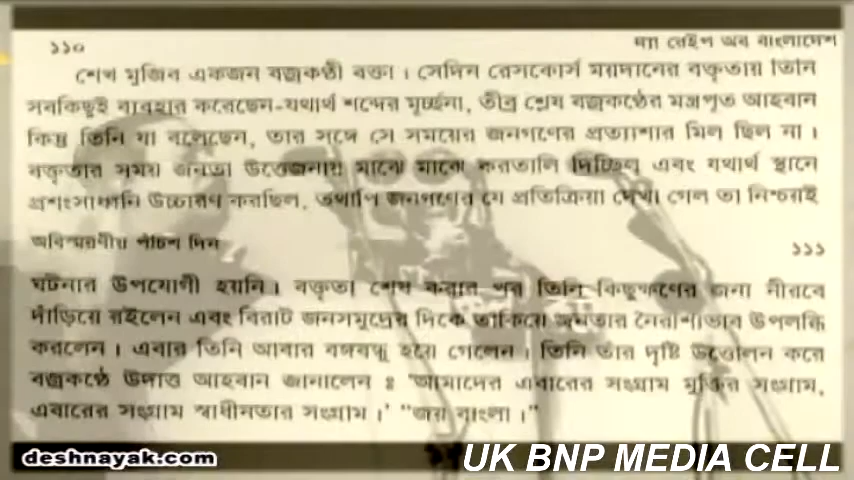 ১১০
দ্যা রেইপ অব বাংলাদেশ
শেখ মুজিব একজন বজ্রকণ্ঠী বক্তা। সেদিন রেসকোর্স ময়দানের বক্তৃতায় তিনি
সবকিছুই ব্যবহার করেছেন-যথার্থ শব্দের মূর্চ্ছনা, তীব্র শ্লেষ বজ্রকণ্ঠের মন্ত্রপূত আহবান
কিন্তু তিনি যা বলেছেন, তার সঙ্গে সে সময়ের জনগণের প্রত্যাশার মিল ছিল না।
বক্তৃতার সময় জনতা উত্তেজনায় মাঝে মাঝে করতালি দিচ্ছিল এবং যথার্থ স্থানে
প্রশংসাধ্বনি উচ্চারণ করছিল, তথাপি জনগণের যে প্রতিক্রিয়া দেখা গেল তা নিশ্চয়ই
অবিস্মরণীয় পঁচিশ দিন
১১১
ঘটনার উপযোগী হয়নি। বক্তৃতা শেষ করার পর তিনি কিছুক্ষণের জন্য নীরবে
দাঁড়িয়ে রইলেন এবং বিরাট জনসমুদ্রের দিকে তাকিয়ে জনতার নৈরাশ্যভাব উপলব্ধি
করলেন। এবার তিনি আবার বঙ্গবন্ধু হয়ে গেলেন। তিনি তাঁর দৃষ্টি উত্তোলন করে
বজ্রকণ্ঠে উদাত্ত আহবান জানালেন ঃ 'আমাদের এবারের সংগ্রাম মুক্তির সংগ্রাম,
এবারের সংগ্রাম স্বাধীনতার সংগ্রাম।' "জয় বাংলা।"
deshnayak.com
UK BNP MEDIA CELL